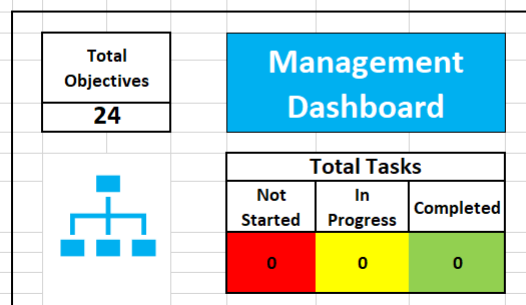 Total
Objectives
24
Management
Dashboard
Total Tasks
Not
Started
In
Progress
Completed
0
0
0